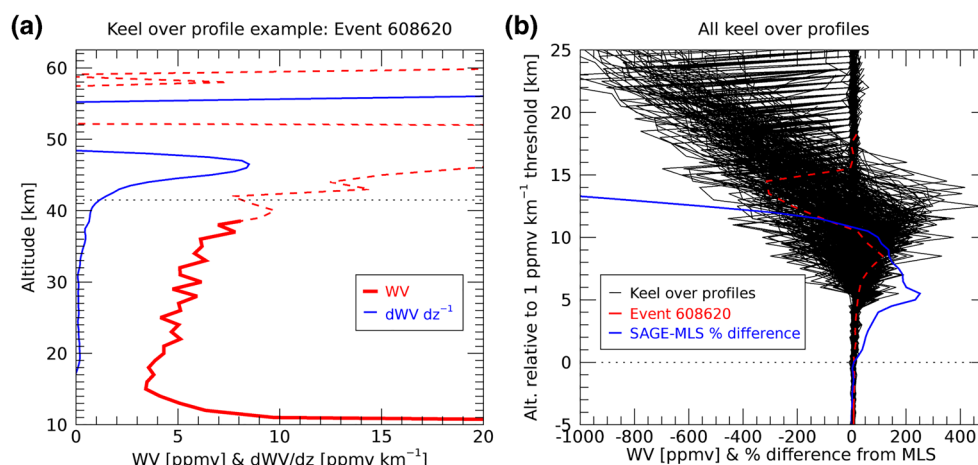 (a)
Keel over profile example: Event 608620
60
50
40
30
20
10
Altitude [km]
WV
dWV dz⁻¹
0
5
10
15
20
WV [ppmv] & dWV/dz [ppmv km⁻¹]
(b)
All keel over profiles
25
20
15
10
5
0
-5
Alt. relative to 1 ppmv km⁻¹ threshold [km]
Keel over profiles
Event 608620
SAGE-MLS % difference
-1000
-800
-600
-400
-200
0
200
400
WV [ppmv] & % difference from MLS